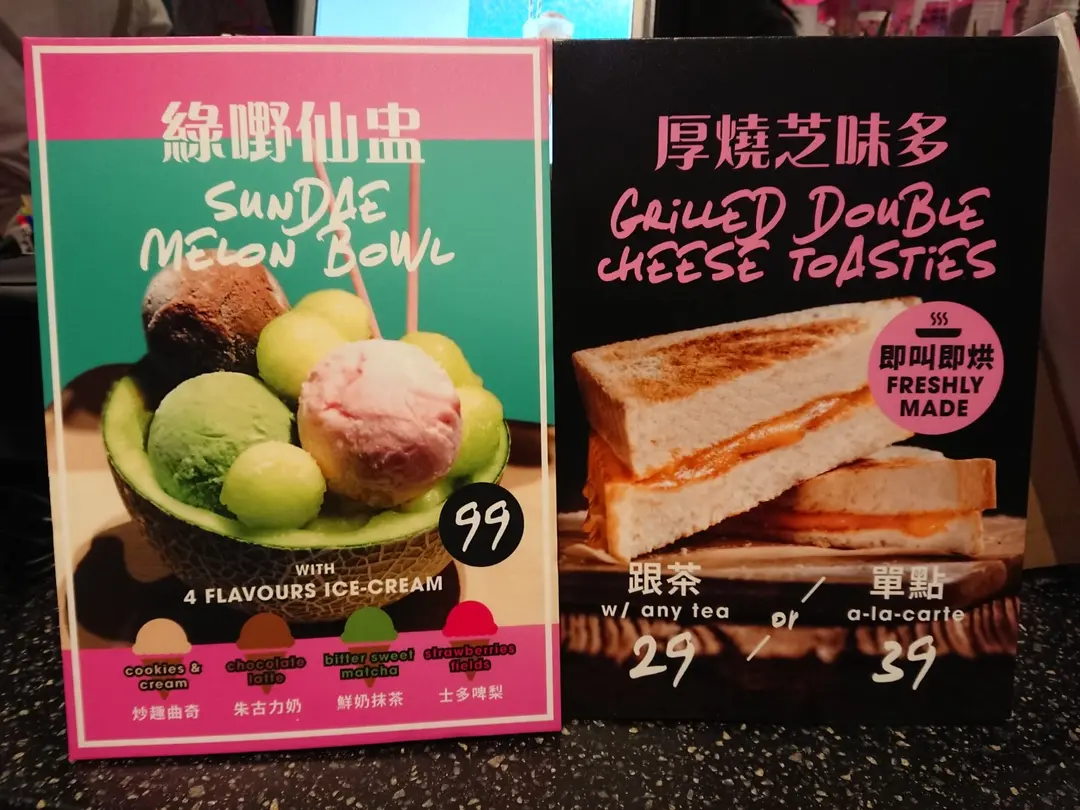 綠嘢仙盅
SUNDAE
MELON BOWL
99
WITH
4 FLAVOURS ICE-CREAM
cookies &
cream
炒趣曲奇
chocolate
latte
朱古力奶
bitter sweet
matcha
鮮奶抹茶
strawberries
fields
士多啤梨
厚燒芝味多
GRILLED DOUBLE
CHEESE TOASTIES
即叫即烘
FRESHLY
MADE
跟茶
w/ any tea
29
/ or /
單點
a-la-carte
39